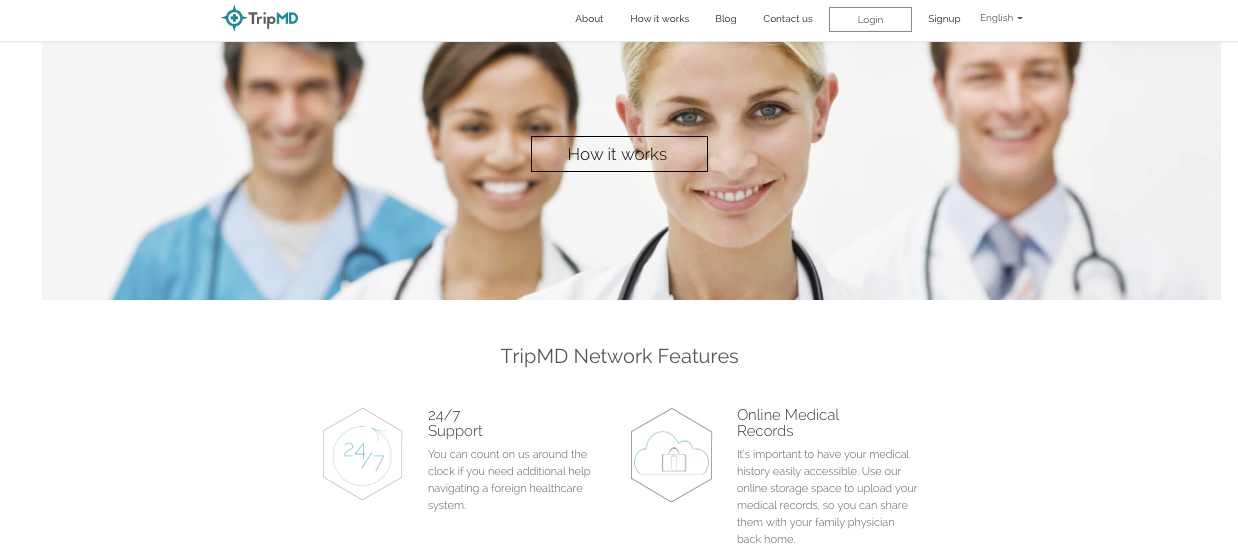 TripMD
About How it works Blog Contact us Login Signup English
How it works
TripMD Network Features
24/7
24/7
Support
You can count on us around the
clock if you need additional help
navigating a foreign healthcare
system.
Online Medical
Records
It's important to have your medical
history easily accessible. Use our
online storage space to upload your
medical records, so you can share
them with your family physician
back home.